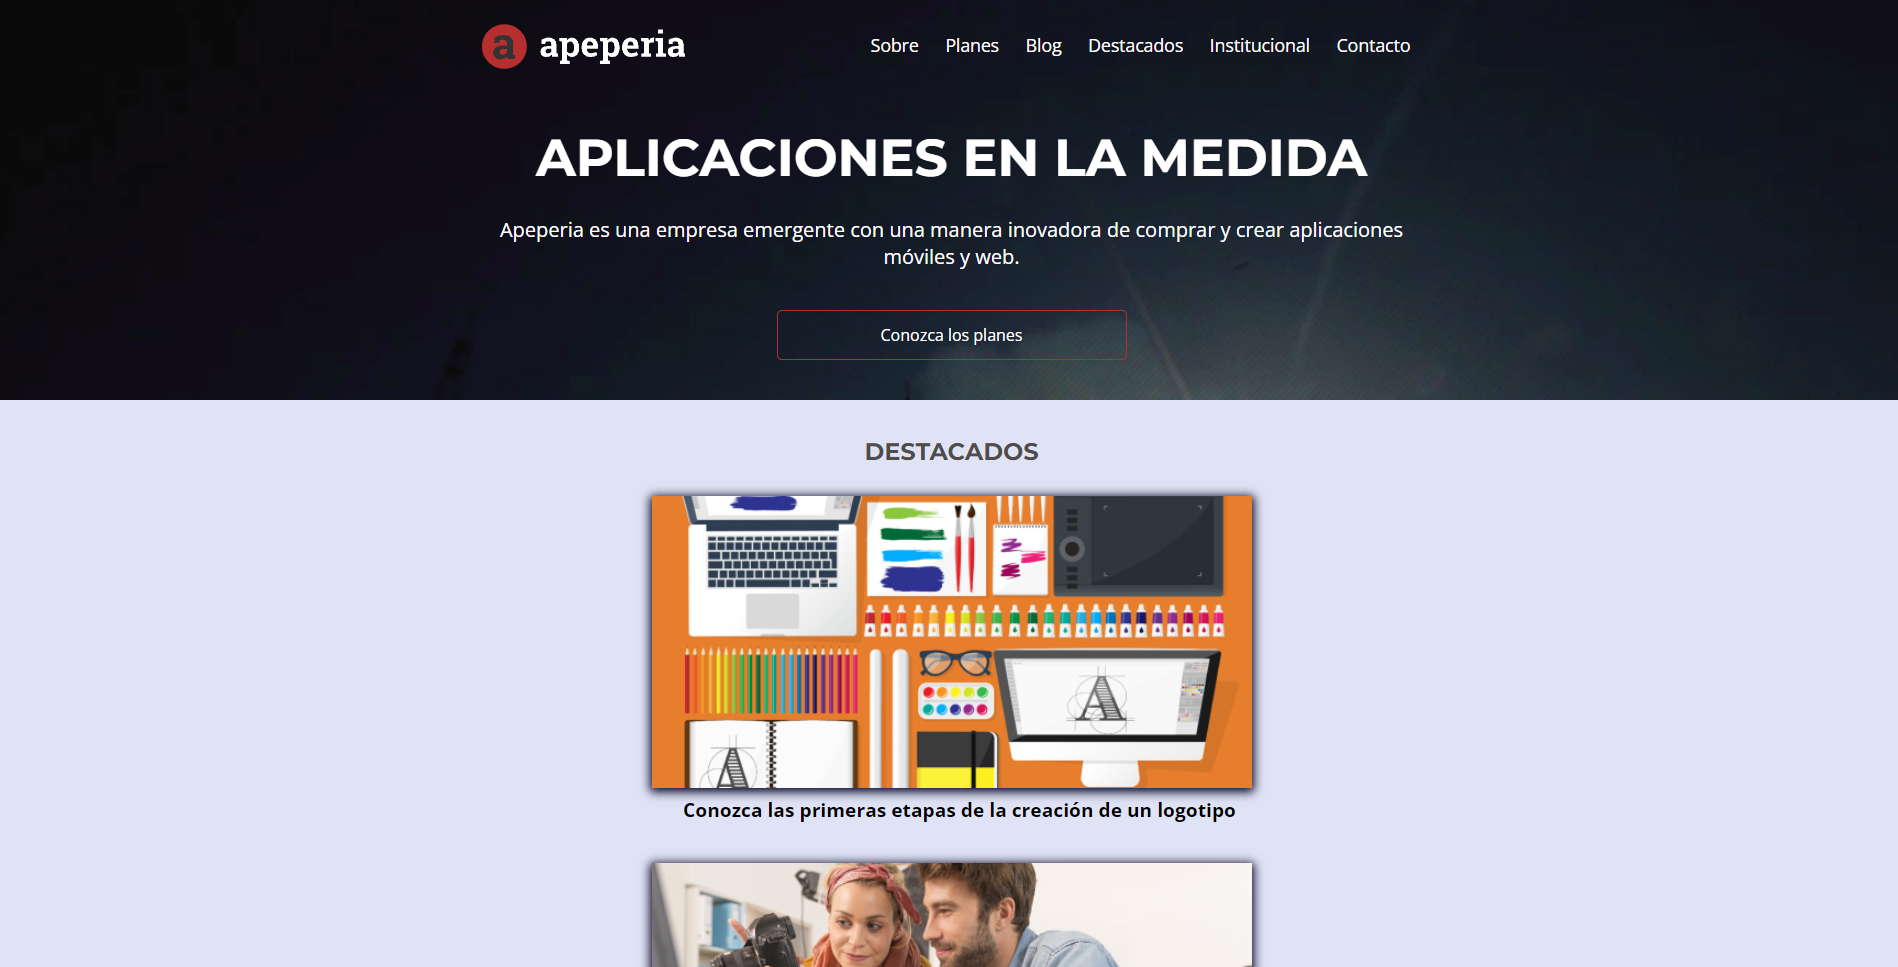 a apeperia
Sobre Planes Blog Destacados Institucional Contacto
APLICACIONES EN LA MEDIDA
Apeperia es una empresa emergente con una manera inovadora de comprar y crear aplicaciones
móviles y web.
Conozca los planes
DESTACADOS
A
A
Conozca las primeras etapas de la creación de un logotipo